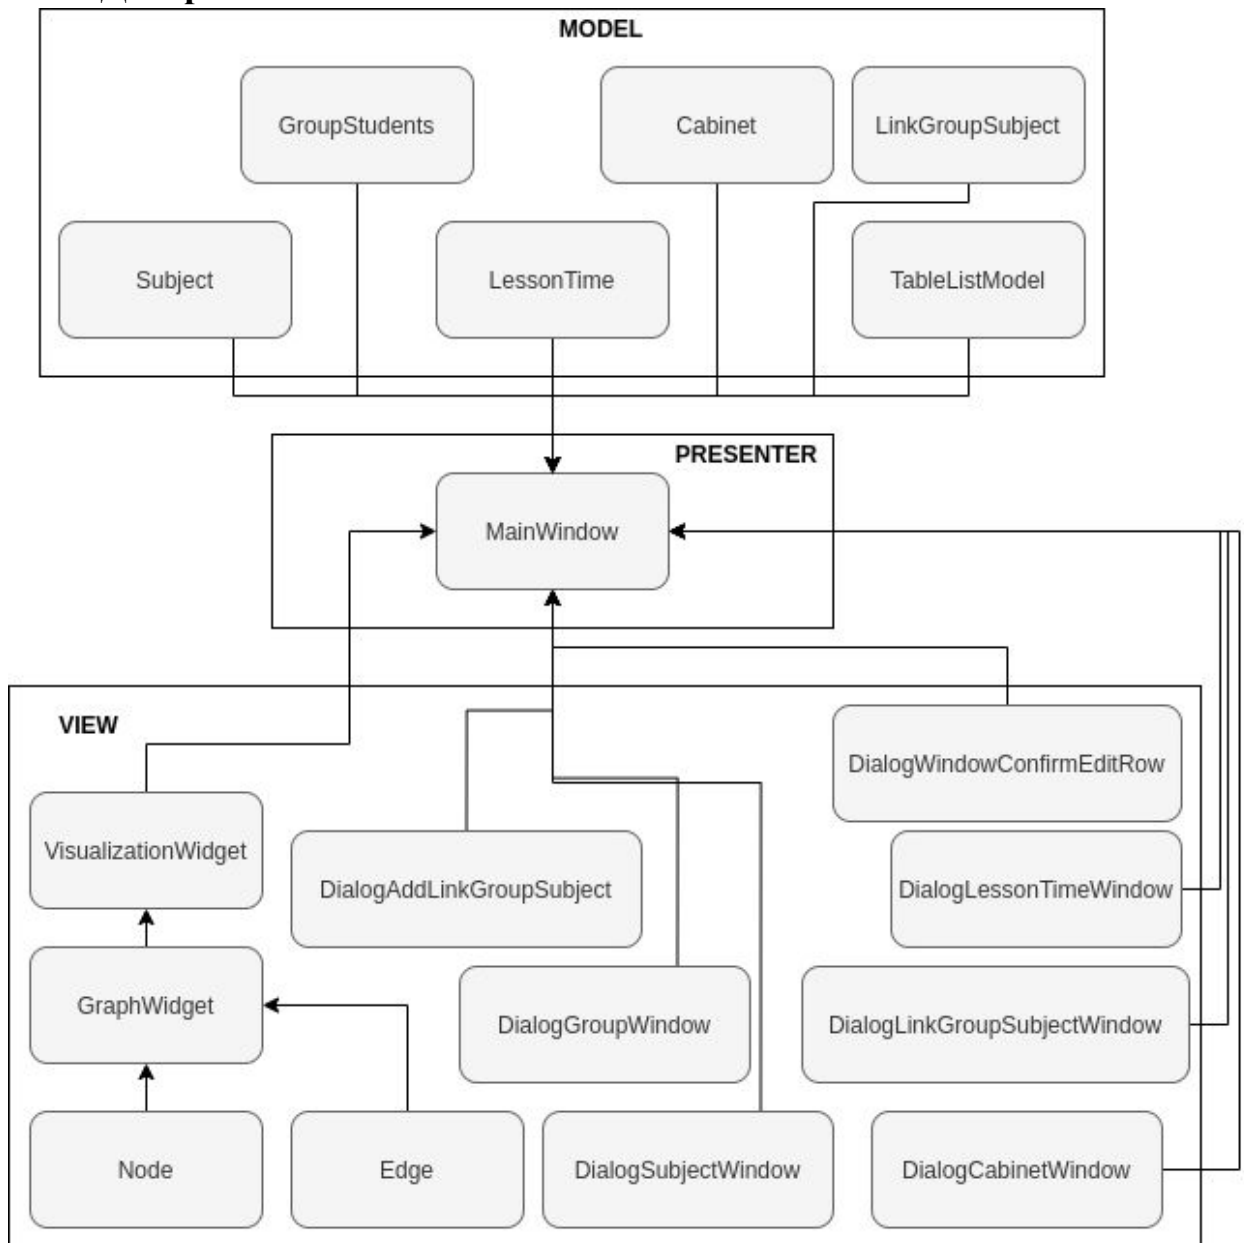 MODEL
GroupStudents
Cabinet
LinkGroupSubject
Subject
LessonTime
TableListModel
PRESENTER
MainWindow
VIEW
DialogWindowConfirmEditRow
VisualizationWidget
DialogAddLinkGroupSubject
DialogLessonTimeWindow
GraphWidget
DialogGroupWindow
DialogLinkGroupSubjectWindow
Node
Edge
DialogSubjectWindow
DialogCabinetWindow